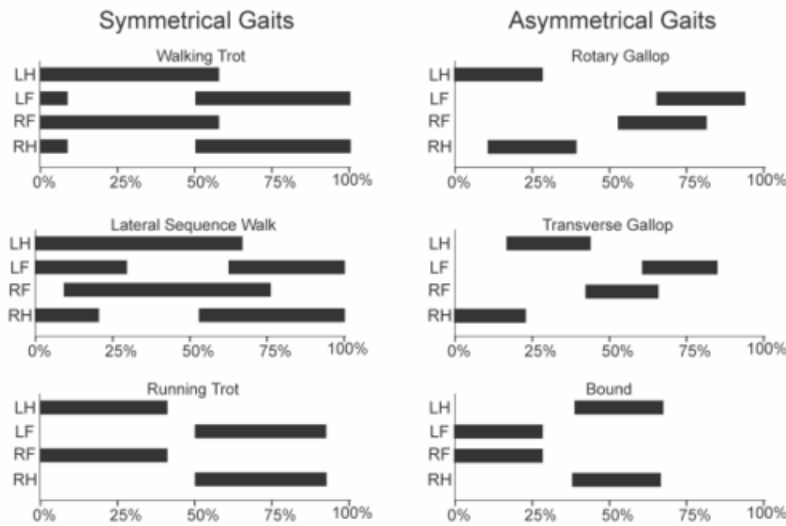 Symmetrical Gaits
Walking Trot
LH
LF
RF
RH
0% 25% 50% 75% 100%
Lateral Sequence Walk
LH
LF
RF
RH
0% 25% 50% 75% 100%
Running Trot
LH
LF
RF
RH
0% 25% 50% 75% 100%
Asymmetrical Gaits
Rotary Gallop
LH
LF
RF
RH
0% 25% 50% 75% 100%
Transverse Gallop
LH
LF
RF
RH
0% 25% 50% 75% 100%
Bound
LH
LF
RF
RH
0% 25% 50% 75% 100%